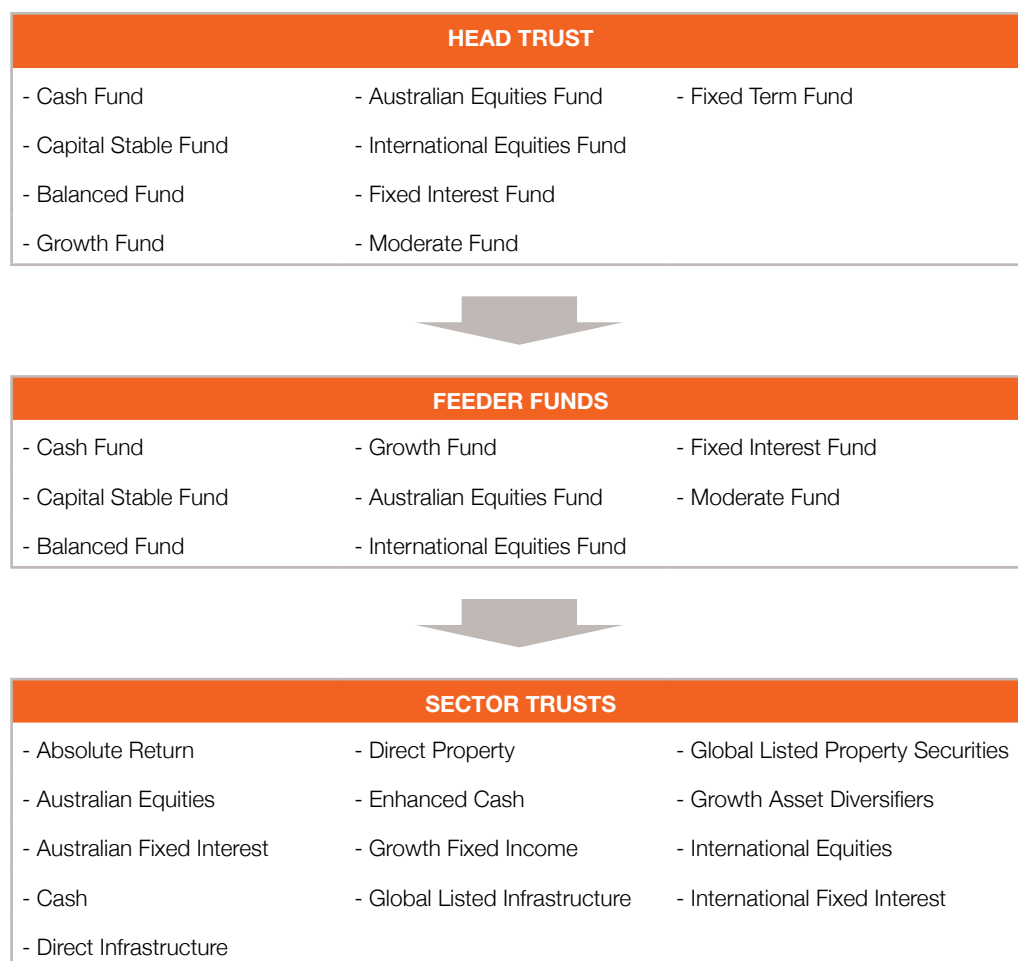 HEAD TRUST
- Cash Fund
- Capital Stable Fund
- Balanced Fund
- Growth Fund
- Australian Equities Fund
- International Equities Fund
- Fixed Interest Fund
- Moderate Fund
- Fixed Term Fund
FEEDER FUNDS
- Cash Fund
- Capital Stable Fund
- Balanced Fund
- Growth Fund
- Australian Equities Fund
- International Equities Fund
- Fixed Interest Fund
- Moderate Fund
SECTOR TRUSTS
- Absolute Return
- Australian Equities
- Australian Fixed Interest
- Cash
- Direct Infrastructure
- Direct Property
- Enhanced Cash
- Growth Fixed Income
- Global Listed Infrastructure
- Global Listed Property Securities
- Growth Asset Diversifiers
- International Equities
- International Fixed Interest